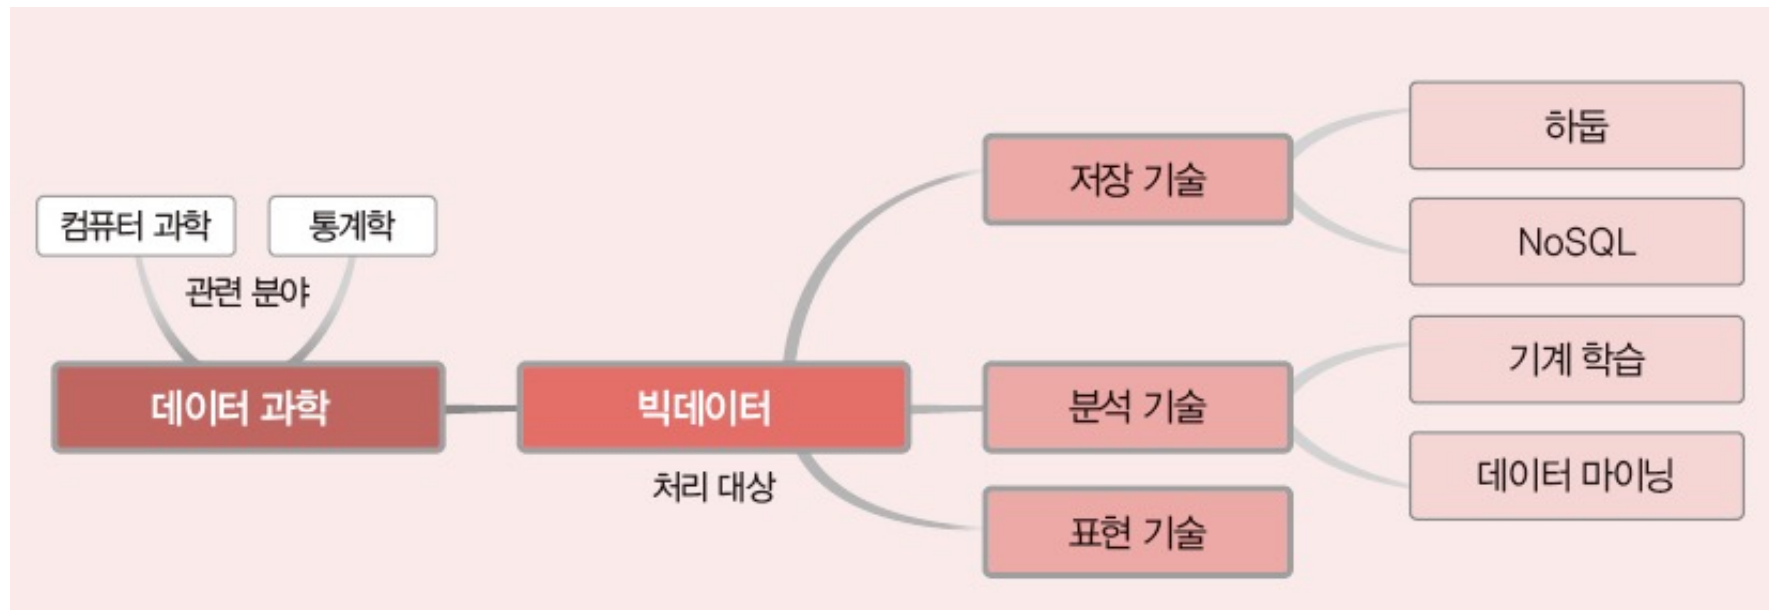 컴퓨터 과학
통계학
관련 분야
데이터 과학
빅데이터
처리 대상
저장 기술
하둡
NoSQL
분석 기술
기계 학습
데이터 마이닝
표현 기술